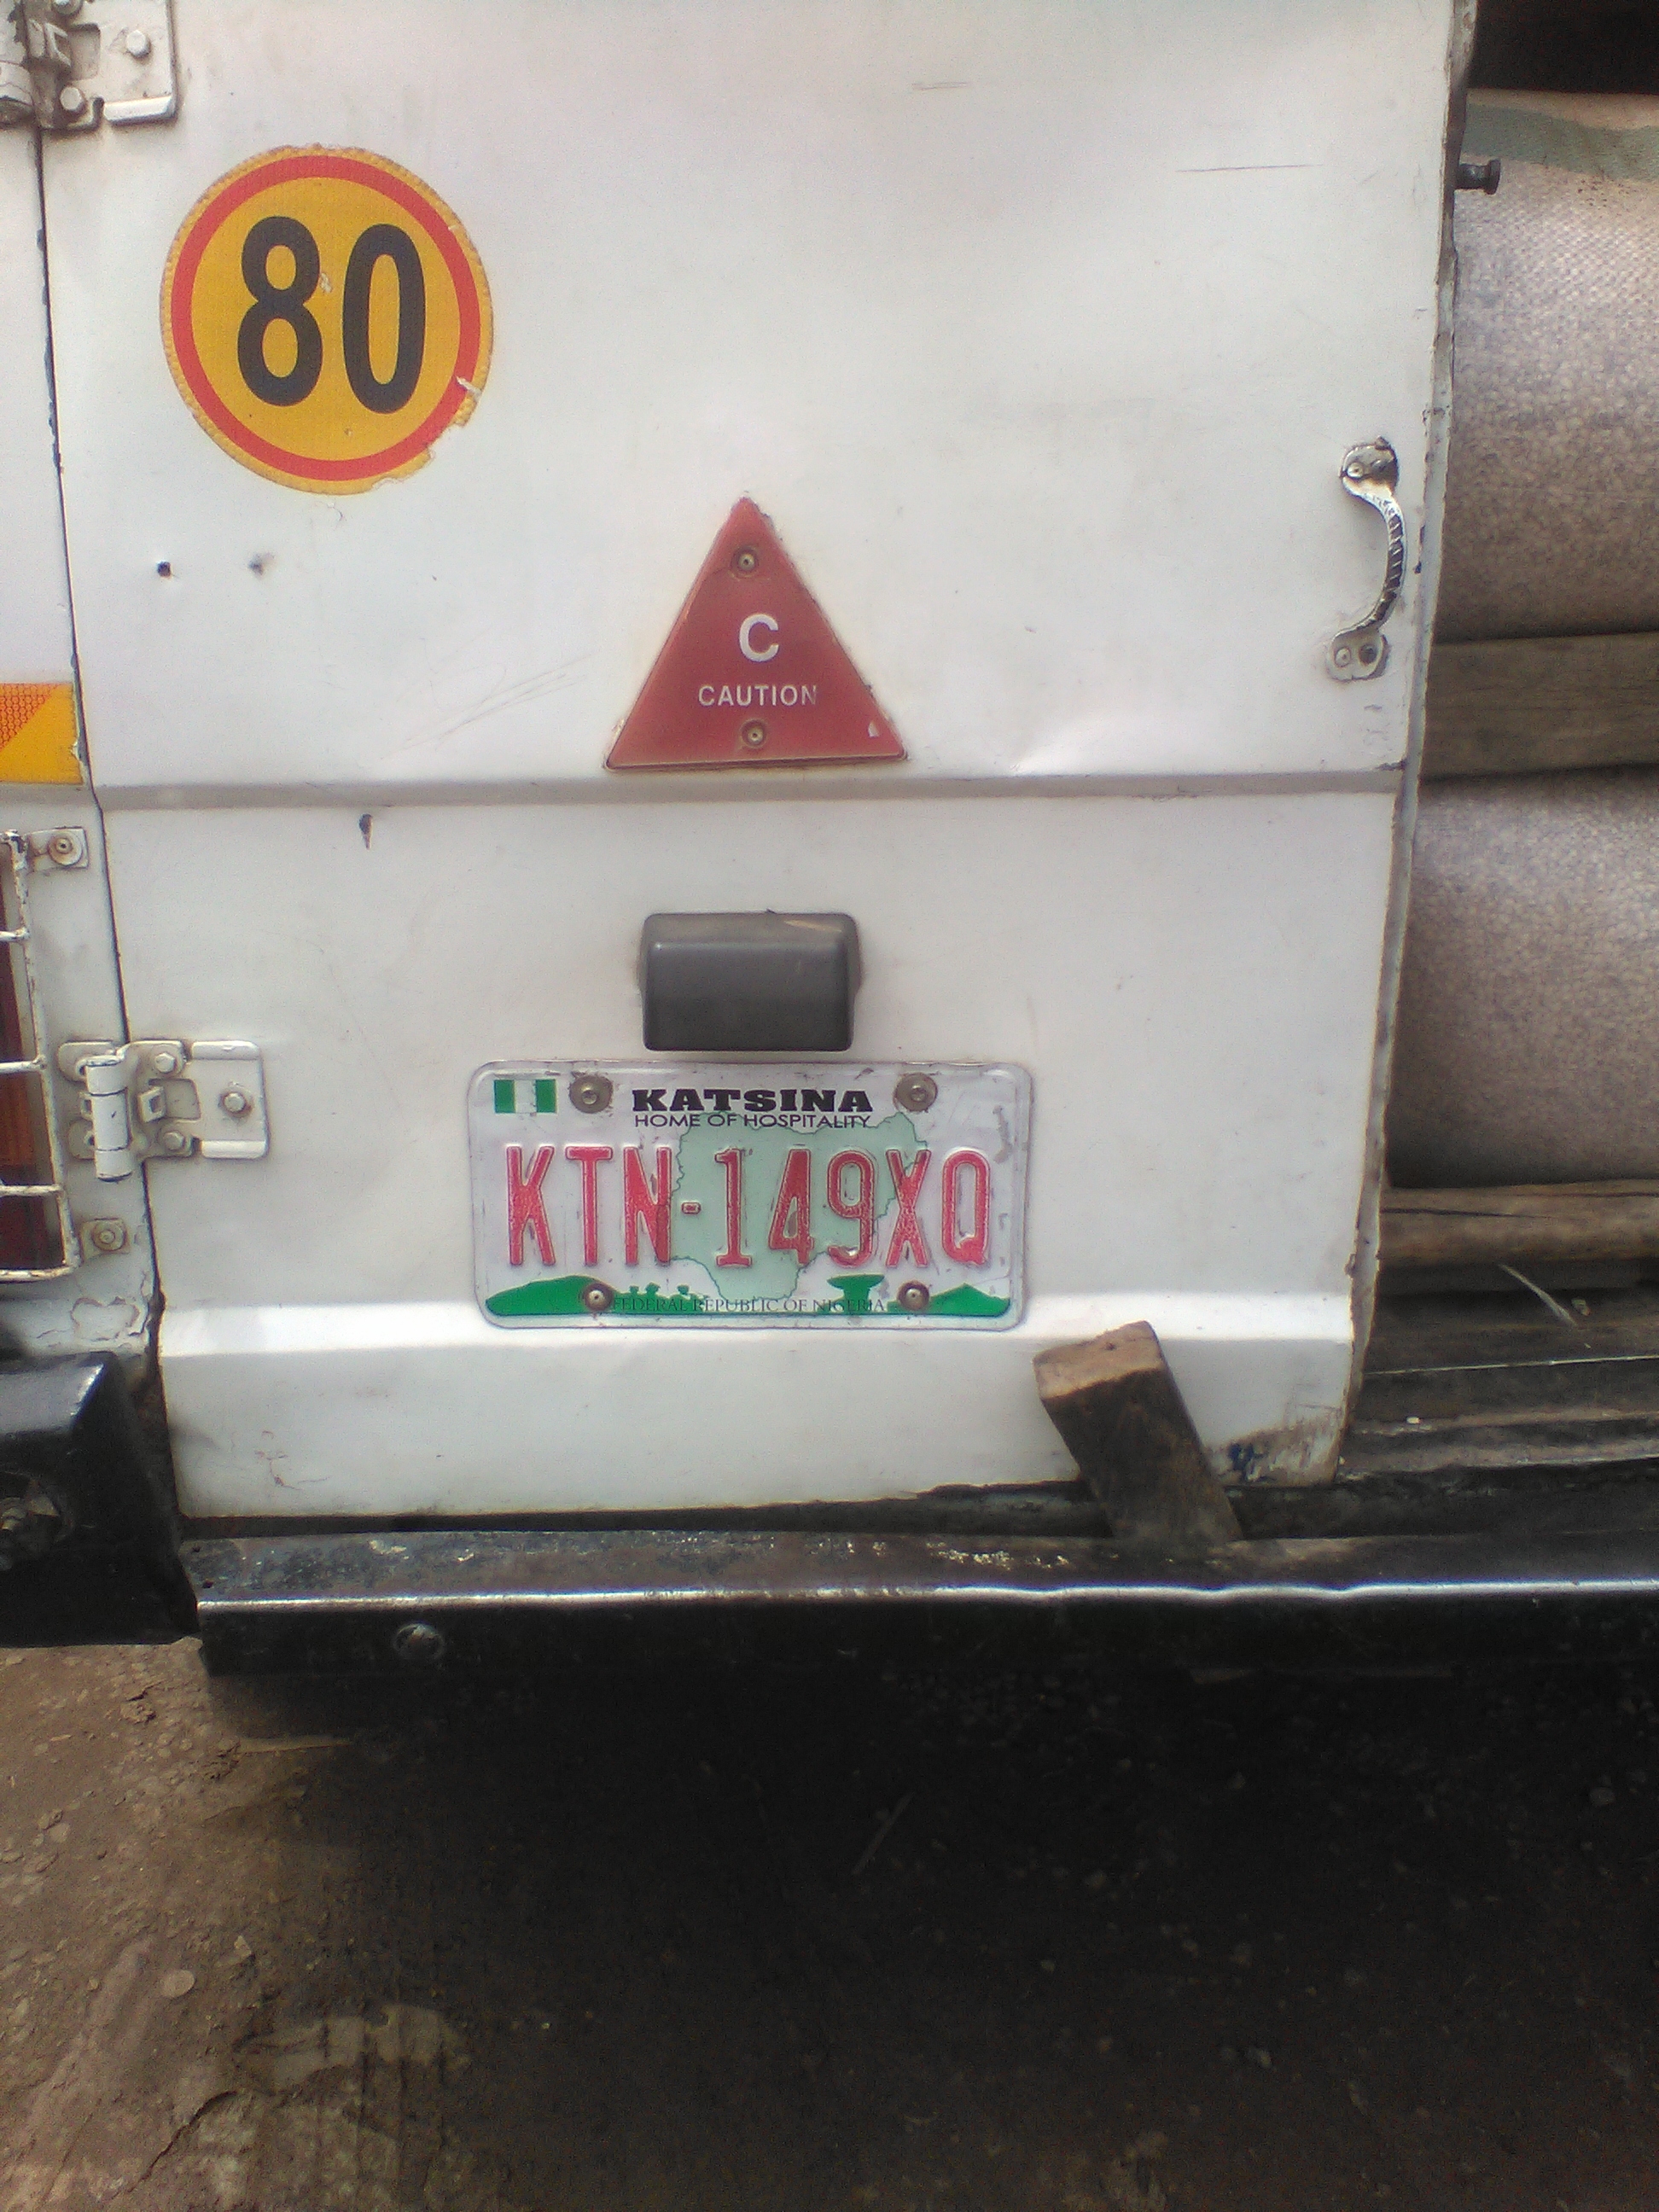 80
C
CAUTION
KATSINA
HOME OF HOSPITALITY
KTN-149XQ
FEDERAL REPUBLIC OF NIGERIA